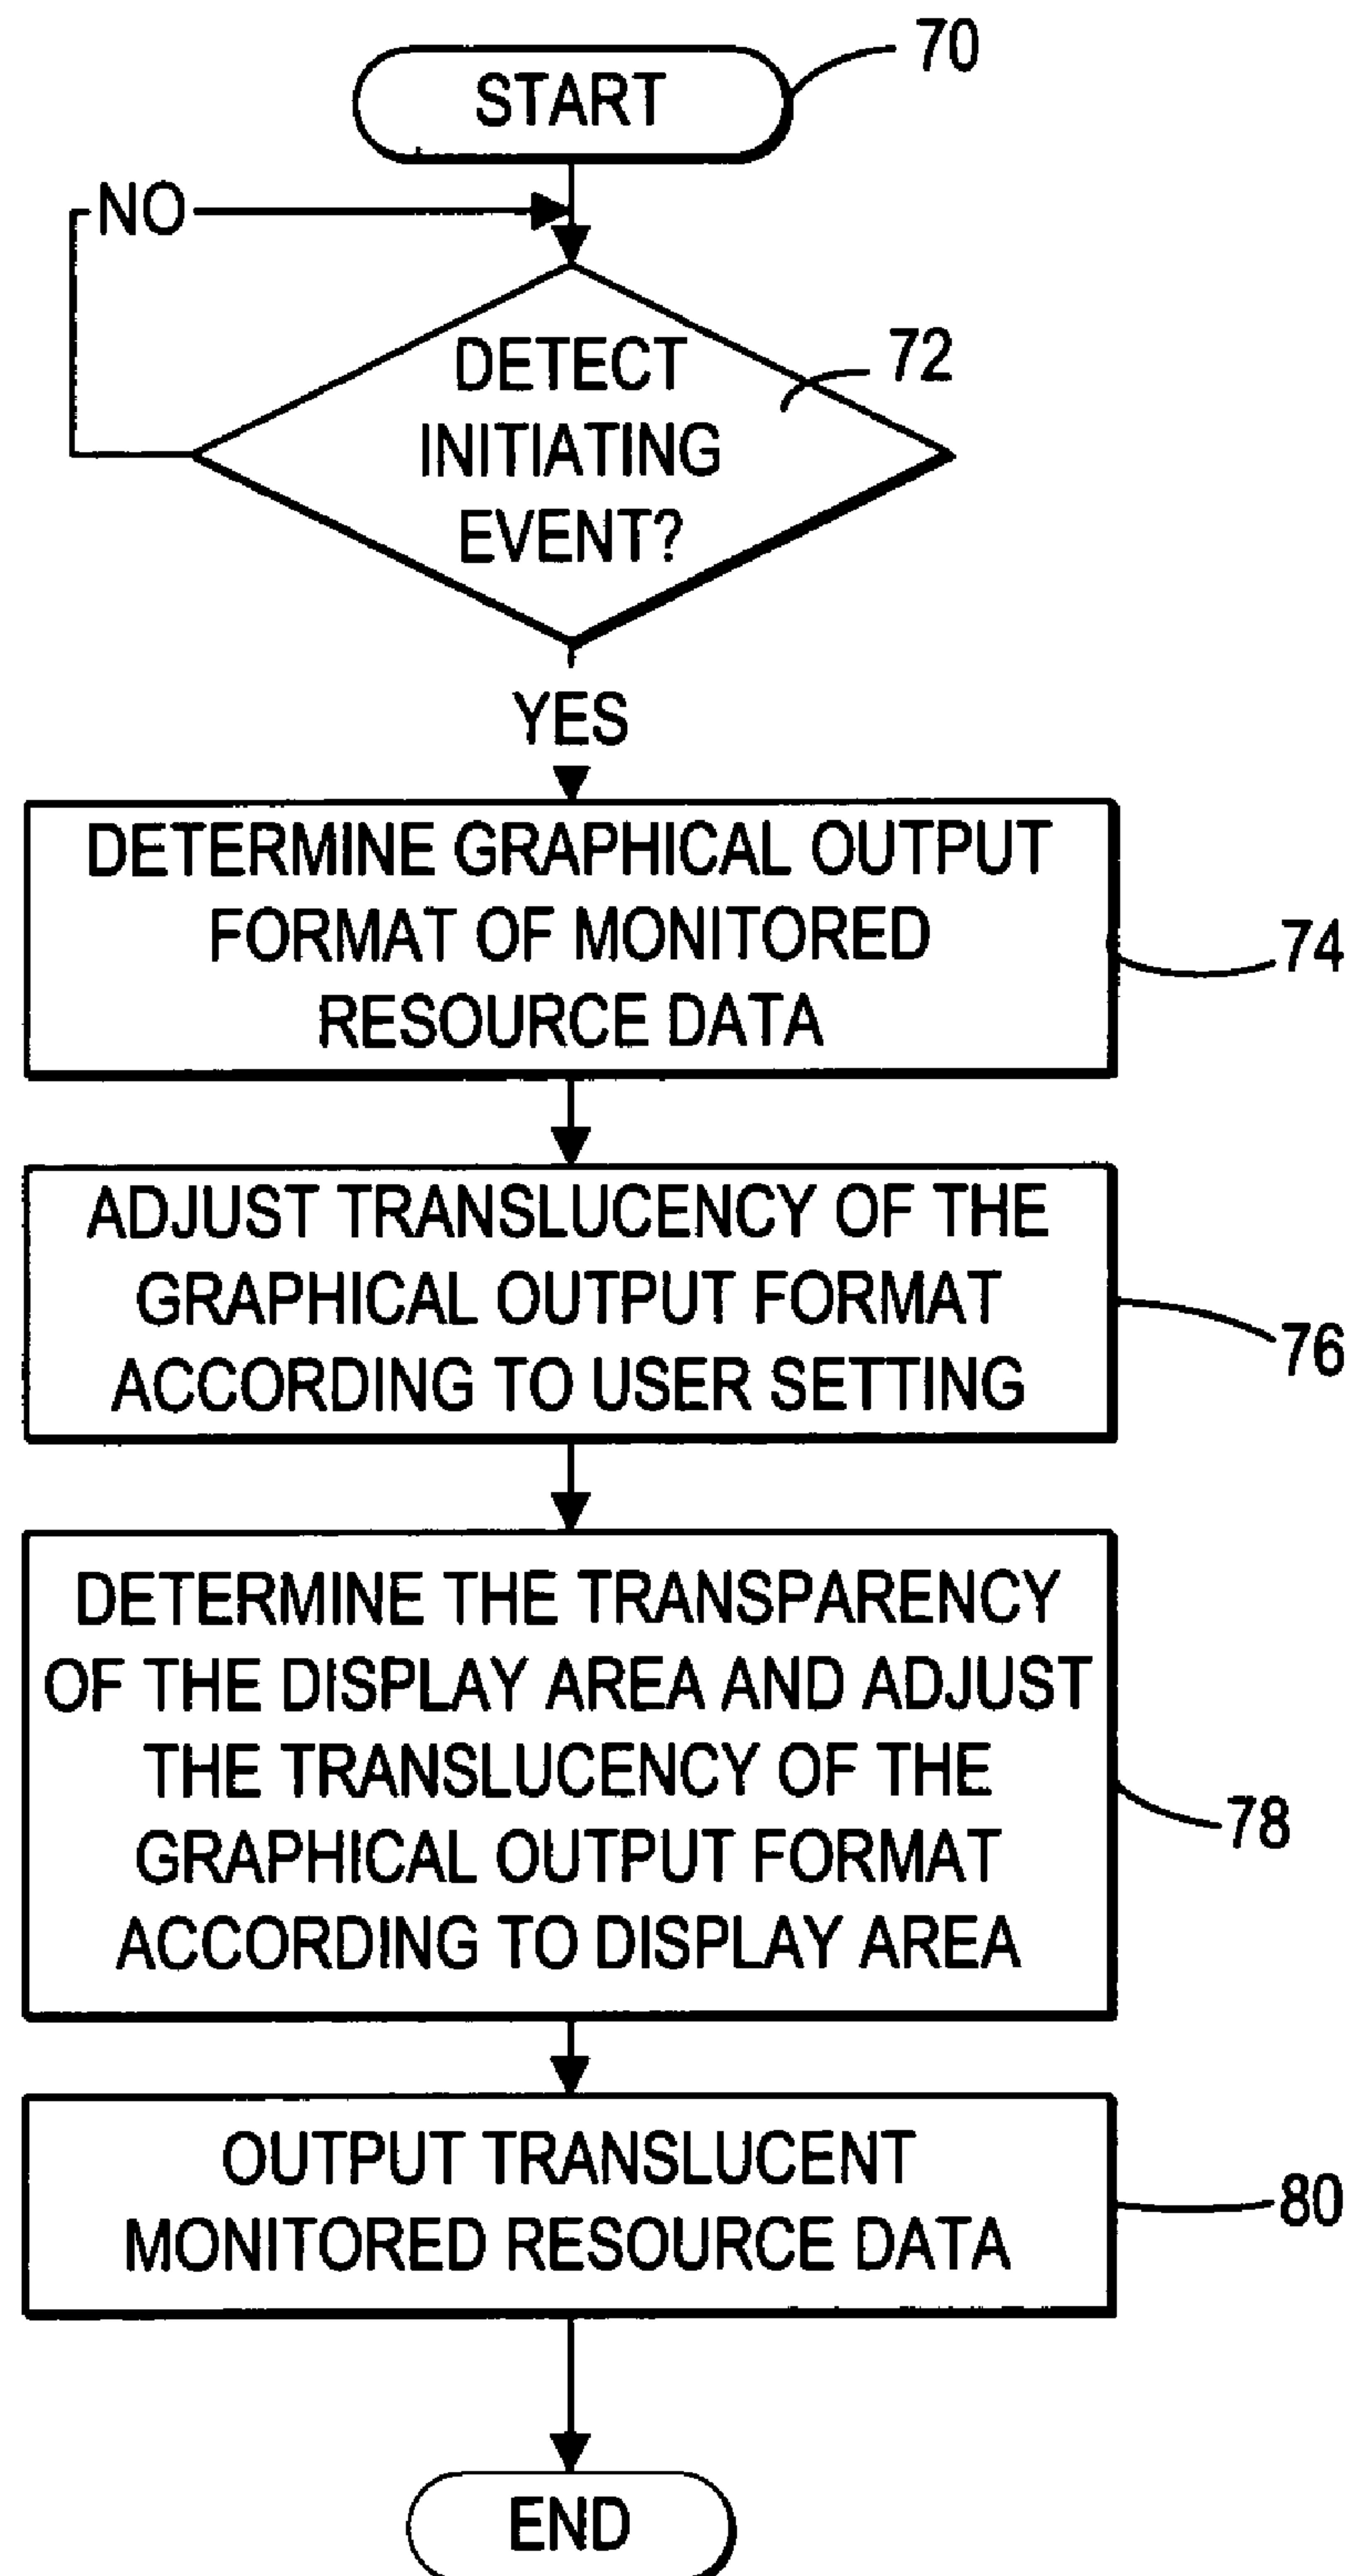 START
70
NO
DETECT
INITIATING
EVENT?
72
YES
DETERMINE GRAPHICAL OUTPUT
FORMAT OF MONITORED
RESOURCE DATA
74
ADJUST TRANSLUCENCY OF THE
GRAPHICAL OUTPUT FORMAT
ACCORDING TO USER SETTING
76
DETERMINE THE TRANSPARENCY
OF THE DISPLAY AREA AND ADJUST
THE TRANSLUCENCY OF THE
GRAPHICAL OUTPUT FORMAT
ACCORDING TO DISPLAY AREA
78
OUTPUT TRANSLUCENT
MONITORED RESOURCE DATA
80
END